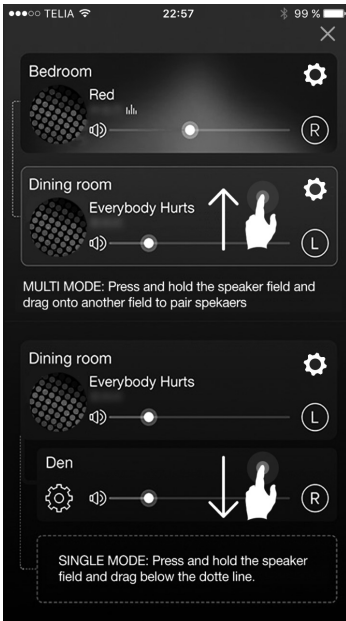 TELIA 22:57 99 %
Bedroom
Red
R
Dining room
Everybody Hurts
L
MULTI MODE: Press and hold the speaker field and
drag onto another field to pair spekaers
Dining room
Everybody Hurts
L
Den
R
SINGLE MODE: Press and hold the speaker
field and drag below the dotte line.